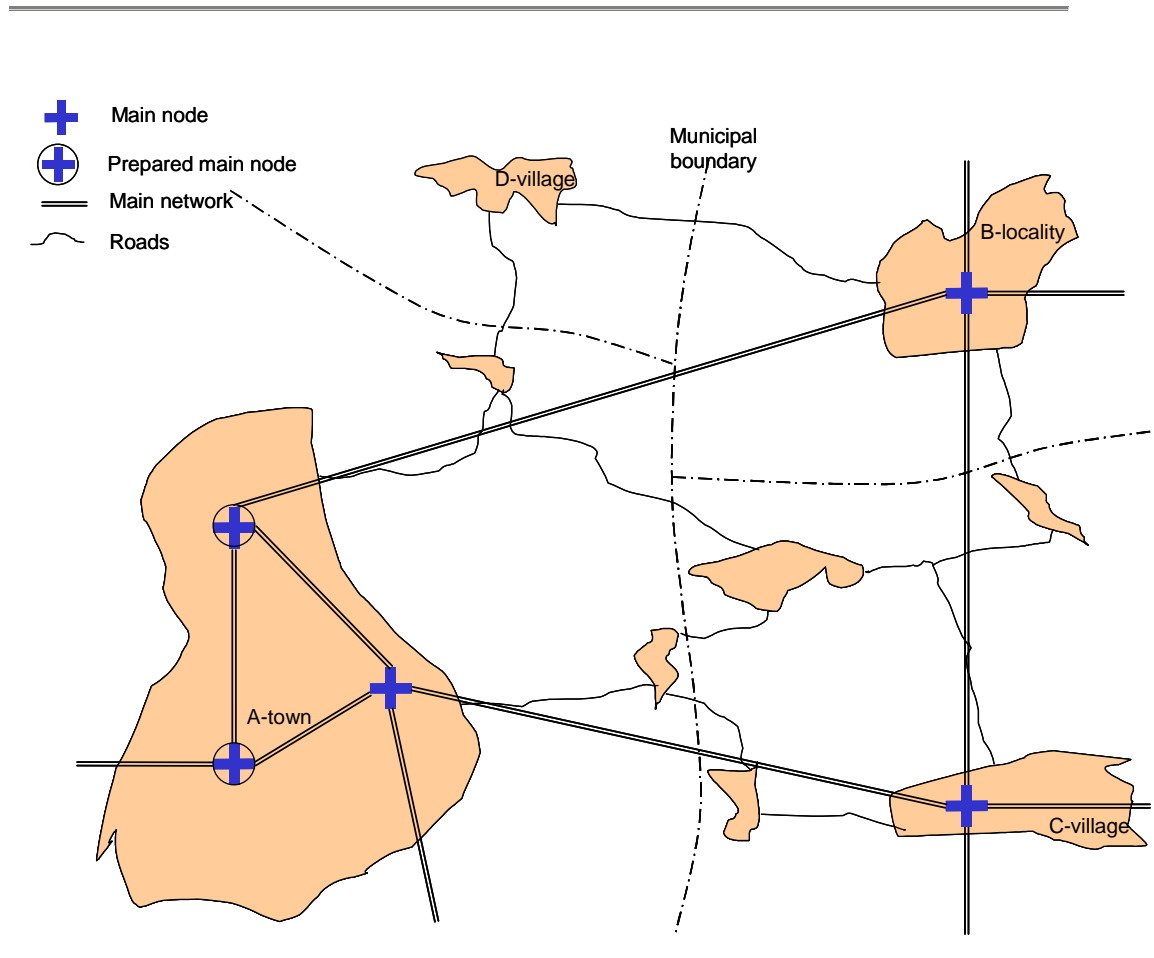 Main node
Prepared main node
Main network
Roads
Municipal
boundary
D-village
B-locality
A-town
C-village